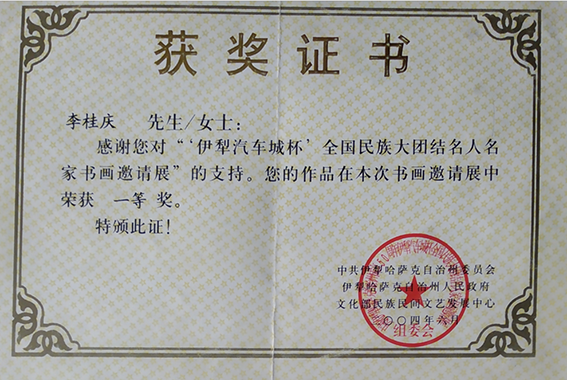 获奖证书
李桂庆 先生/女士:
感谢您对“‘伊犁汽车城杯’全国民族大团结名人名
家书画邀请展”的支持。您的作品在本次书画邀请展中
荣获 一等 奖。
特颁此证!
中共伊犁哈萨克自治州委员会
伊犁哈萨克自治州人民政府
文化部民族民间文艺发展中心
二〇〇四年六月
组委会